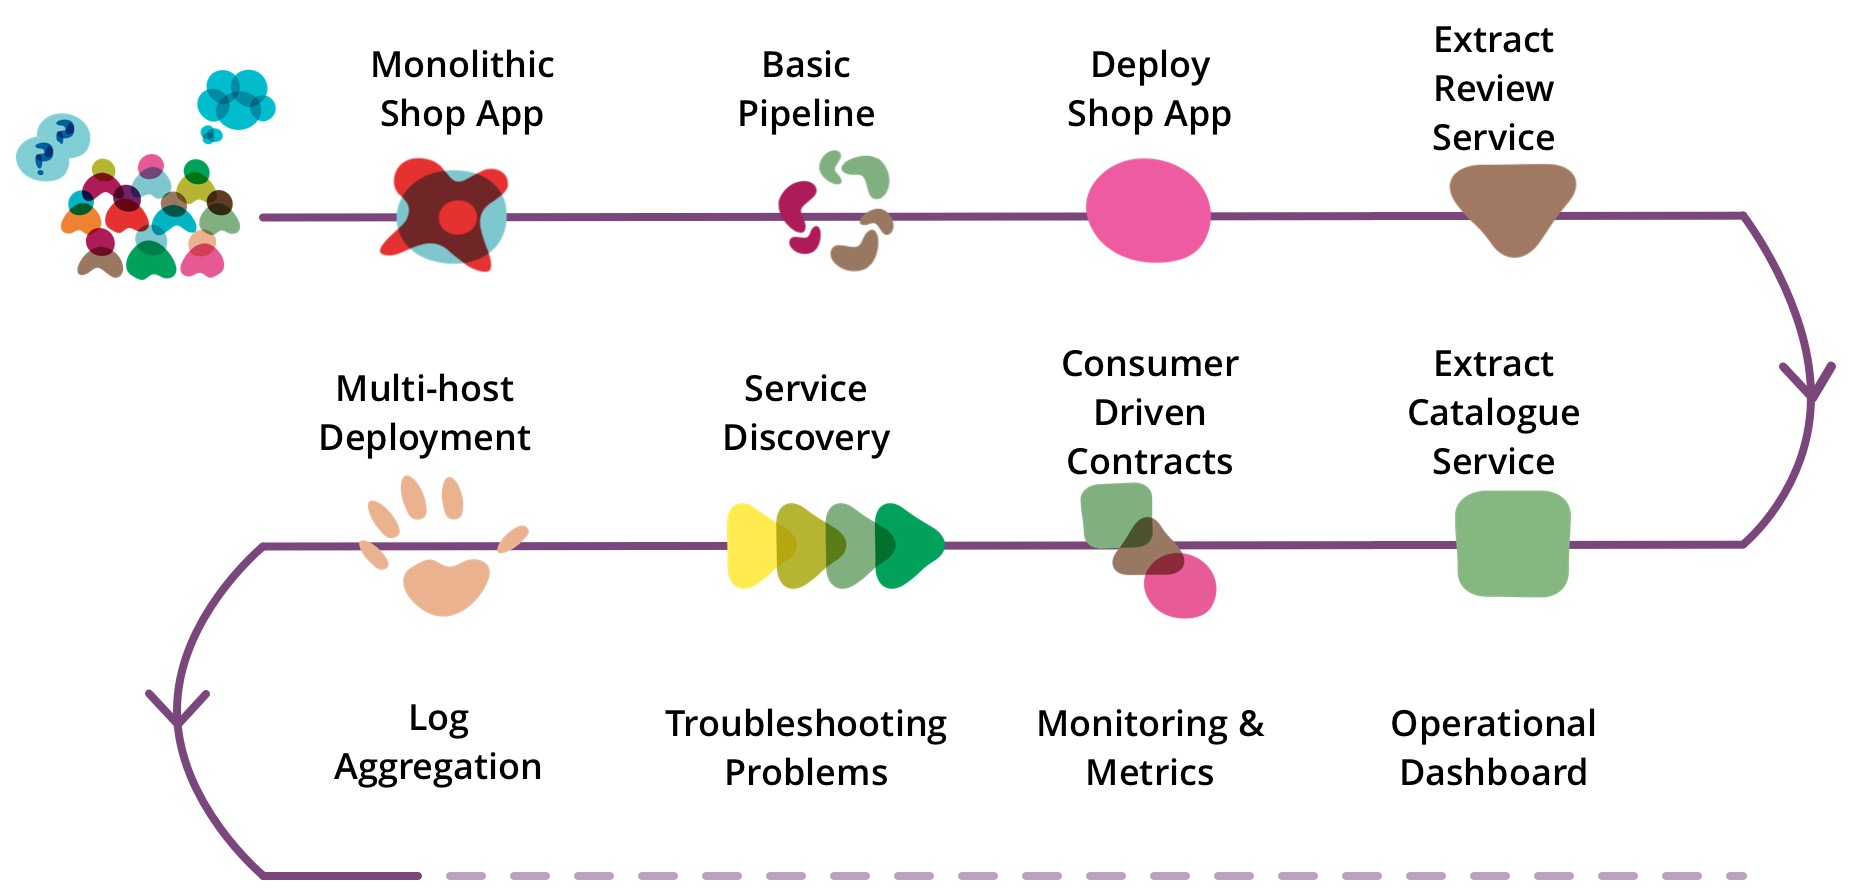 Monolithic
Shop App
Basic
Pipeline
Deploy
Shop App
Extract
Review
Service
? ?
Multi-host
Deployment
Service
Discovery
Consumer
Driven
Contracts
Extract
Catalogue
Service
Log
Aggregation
Troubleshooting
Problems
Monitoring &
Metrics
Operational
Dashboard